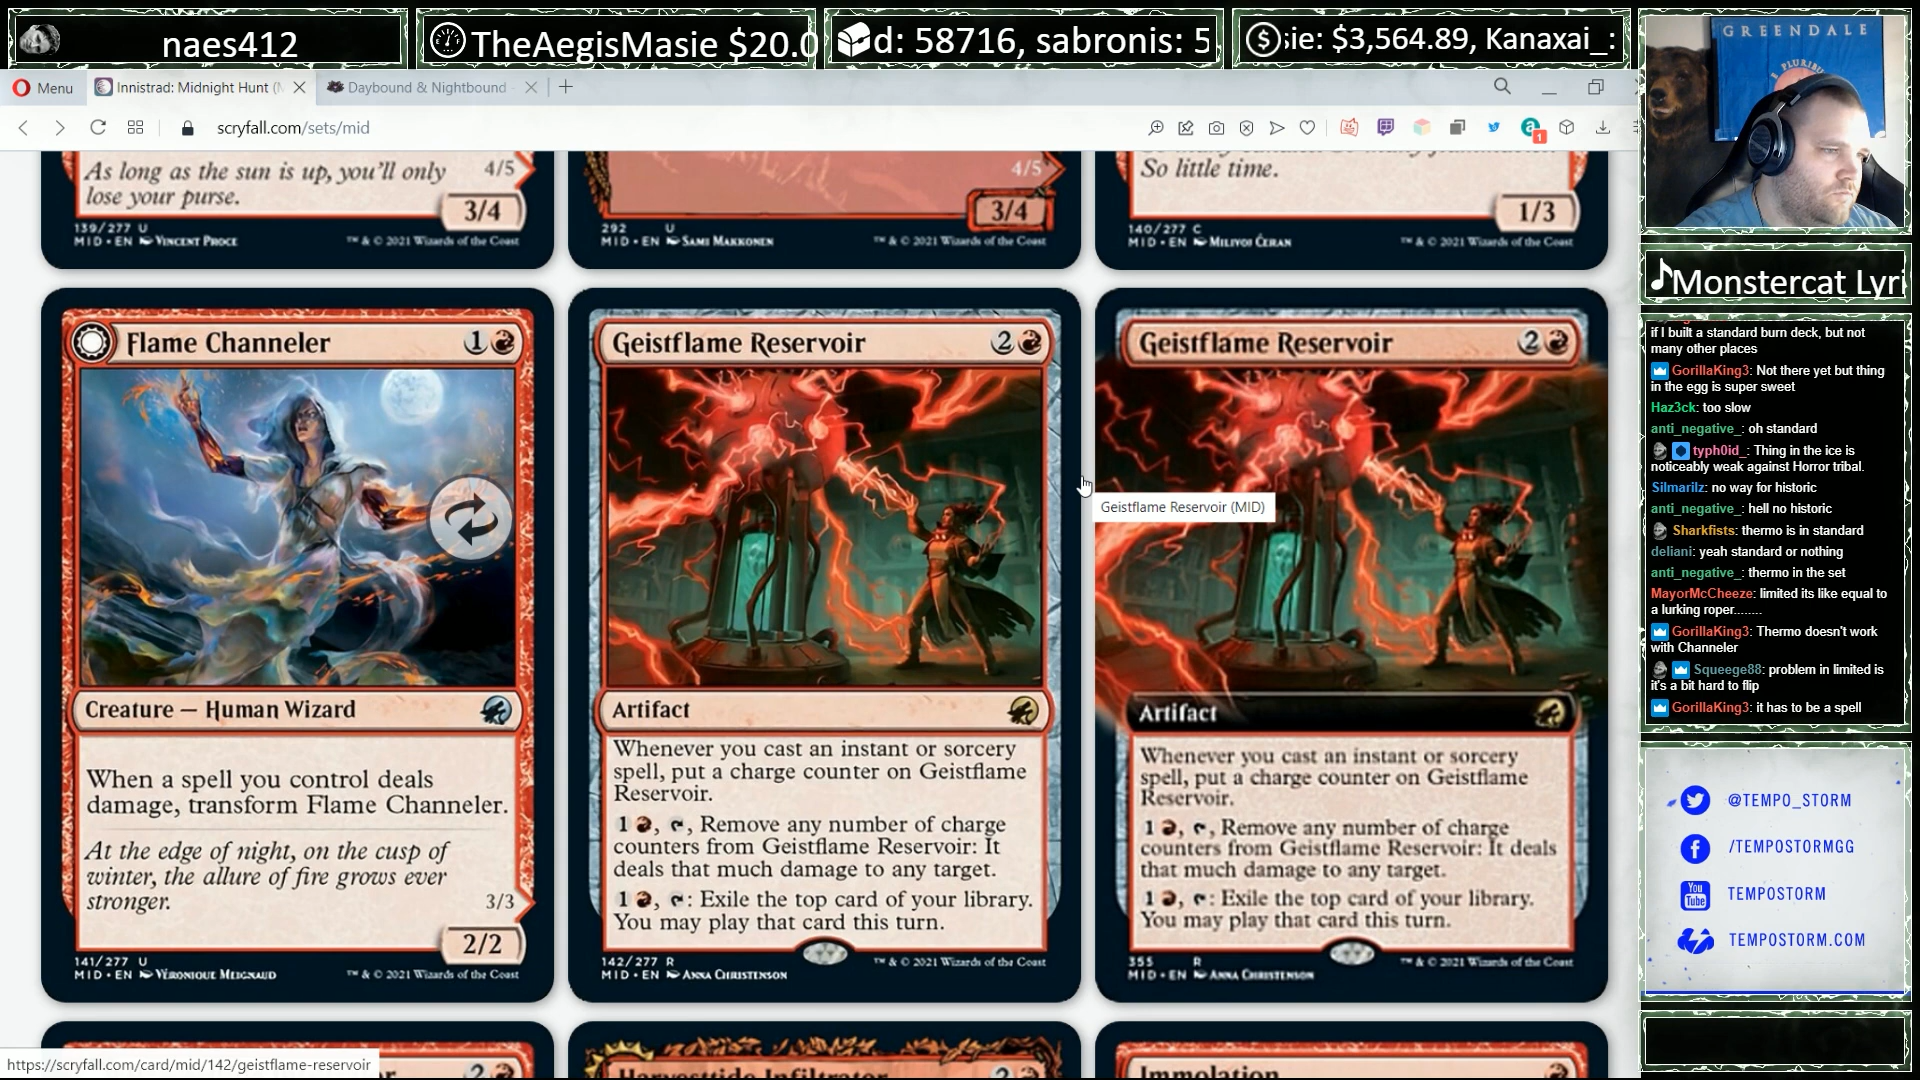 naes412
TheAegisMasie $20.0
d: 58716, sabronis: 5
sie: $3,564.89, Kanaxai_:
Menu
Innistrad: Midnight Hunt (M
Daybound & Nightbound
scryfall.com/sets/mid
As long as the sun is up, you'll only
lose your purse.
4/5
3/4
139/277 U
MID • EN Vincent Proce
™ & © 2021 Wizards of the Coast
4/5
3/4
292 U
MID • EN Sami Makkonen
™ & © 2021 Wizards of the Coast
So little time.
1/3
140/277 C
MID • EN Milivoj Ćeran
™ & © 2021 Wizards of the Coast
Flame Channeler 1
Creature — Human Wizard
When a spell you control deals
damage, transform Flame Channeler.
At the edge of night, on the cusp of
winter, the allure of fire grows ever
stronger.
3/3
2/2
141/277 U
MID • EN Véronique Meignaud
™ & © 2021 Wizards of the Coast
Geistflame Reservoir 2
Artifact
Whenever you cast an instant or sorcery
spell, put a charge counter on Geistflame
Reservoir.
1 , , Remove any number of charge
counters from Geistflame Reservoir: It
deals that much damage to any target.
1 , : Exile the top card of your library.
You may play that card this turn.
142/277 R
MID • EN Anna Christenson
™ & © 2021 Wizards of the Coast
Geistflame Reservoir 2
Geistflame Reservoir (MID)
Artifact
Whenever you cast an instant or sorcery
spell, put a charge counter on Geistflame
Reservoir.
1 , , Remove any number of charge
counters from Geistflame Reservoir: It deals
that much damage to any target.
1 , : Exile the top card of your library.
You may play that card this turn.
355 R
MID • EN Anna Christenson
™ & © 2021 Wizards of the Coast
2
Harvesttide Infiltrator 2
Immolation
https://scryfall.com/card/mid/142/geistflame-reservoir
GREENDALE
E PLURIBU
Monstercat Lyri
if I built a standard burn deck, but not
many other places
GorillaKing3: Not there yet but thing
in the egg is super sweet
Haz3ck: too slow
anti_negative_: oh standard
typh0id_: Thing in the ice is
noticeably weak against Horror tribal.
Silmarilz: no way for historic
anti_negative_: hell no historic
Sharkfists: thermo is in standard
deliani: yeah standard or nothing
anti_negative_: thermo in the set
MayorMcCheeze: limited its like equal to
a lurking roper........
GorillaKing3: Thermo doesn't work
with Channeler
Squeege88: problem in limited is
it's a bit hard to flip
GorillaKing3: it has to be a spell
@TEMPO_STORM
/TEMPOSTORMGG
You
Tube
TEMPOSTORM
TEMPOSTORM.COM